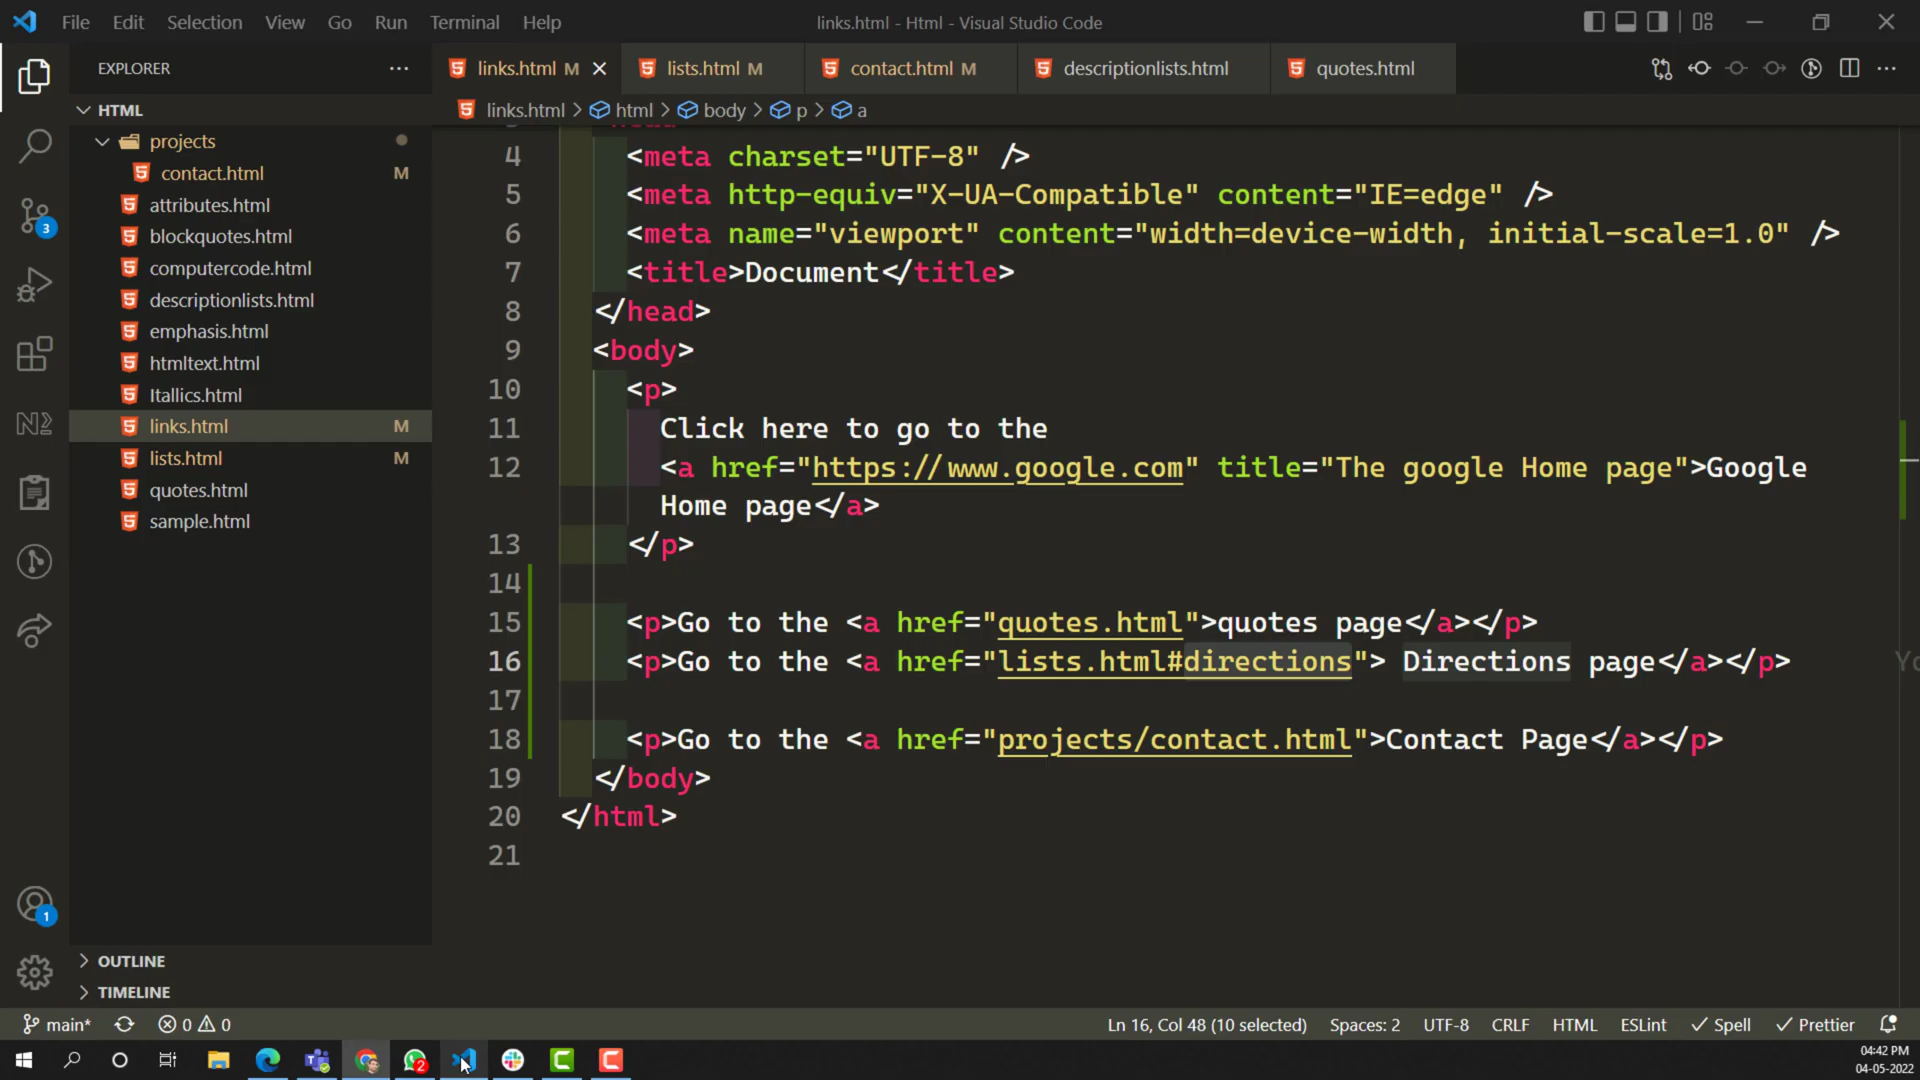 File Edit Selection View Go Run Terminal Help
links.html - Html - Visual Studio Code
EXPLORER
links.html M
lists.html M
contact.html M
descriptionlists.html
quotes.html
HTML
links.html > html > body > p > a
projects
contact.html M
attributes.html
blockquotes.html
computercode.html
descriptionlists.html
emphasis.html
htmltext.html
Itallics.html
links.html M
lists.html M
quotes.html
sample.html
4 <meta charset="UTF-8" />
5 <meta http-equiv="X-UA-Compatible" content="IE=edge" />
6 <meta name="viewport" content="width=device-width, initial-scale=1.0" />
7 <title>Document</title>
8 </head>
9 <body>
10 <p>
11 Click here to go to the
12 <a href="https://www.google.com" title="The google Home page">Google
Home page</a>
13 </p>
14
15 <p>Go to the <a href="quotes.html">quotes page</a></p>
16 <p>Go to the <a href="lists.html#directions"> Directions page</a></p>
17
18 <p>Go to the <a href="projects/contact.html">Contact Page</a></p>
19 </body>
20 </html>
21
3
1
OUTLINE
TIMELINE
main* 0 0
Ln 16, Col 48 (10 selected) Spaces: 2 UTF-8 CRLF HTML ESLint Spell Prettier
2
04:42 PM
04-05-2022